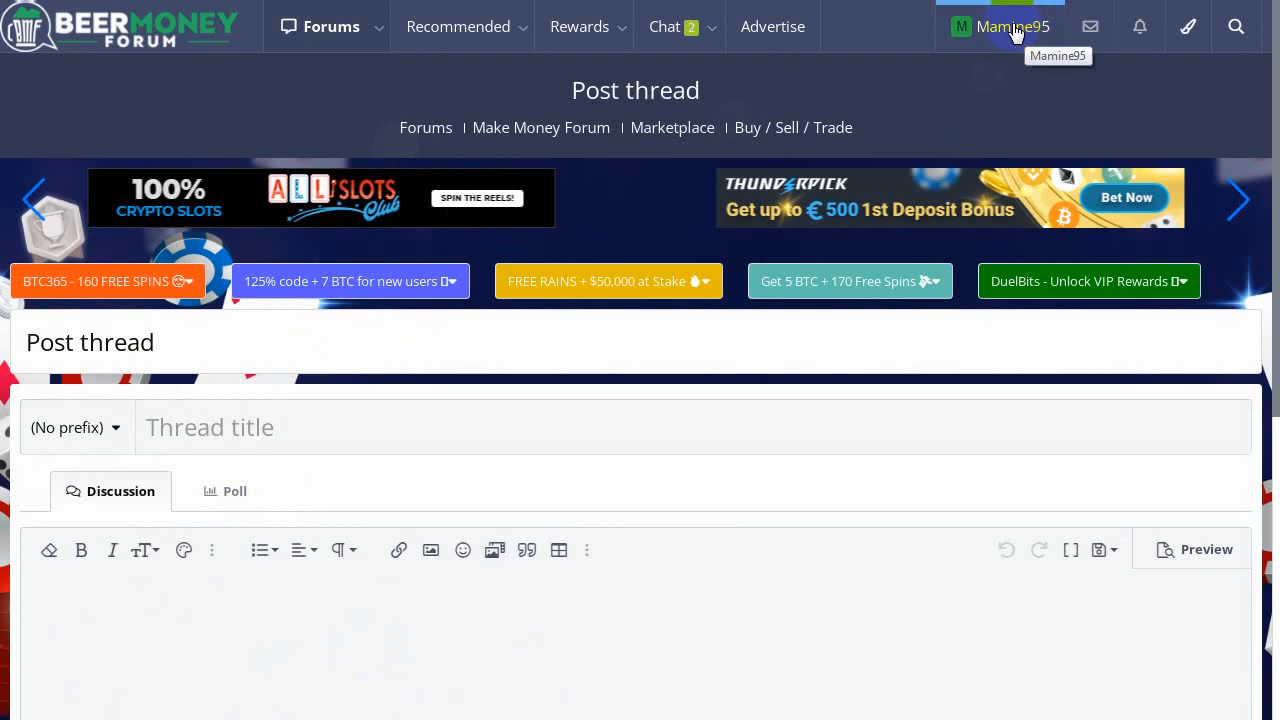 BEERMONEY
FORUM
Forums
Recommended
Rewards
Chat 2
Advertise
M Mamine95
Mamine95
Post thread
Forums
Make Money Forum
Marketplace
Buy / Sell / Trade
100%
CRYPTO SLOTS
ALL SLOTS
Club
SPIN THE REELS!
THUNDERPICK
Get up to € 500 1st Deposit Bonus
Bet Now
BTC365 - 160 FREE SPINS
125% code + 7 BTC for new users
FREE RAINS + $50,000 at Stake
Get 5 BTC + 170 Free Spins
DuelBits - Unlock VIP Rewards
Post thread
(No prefix)
Thread title
Discussion
Poll
Preview